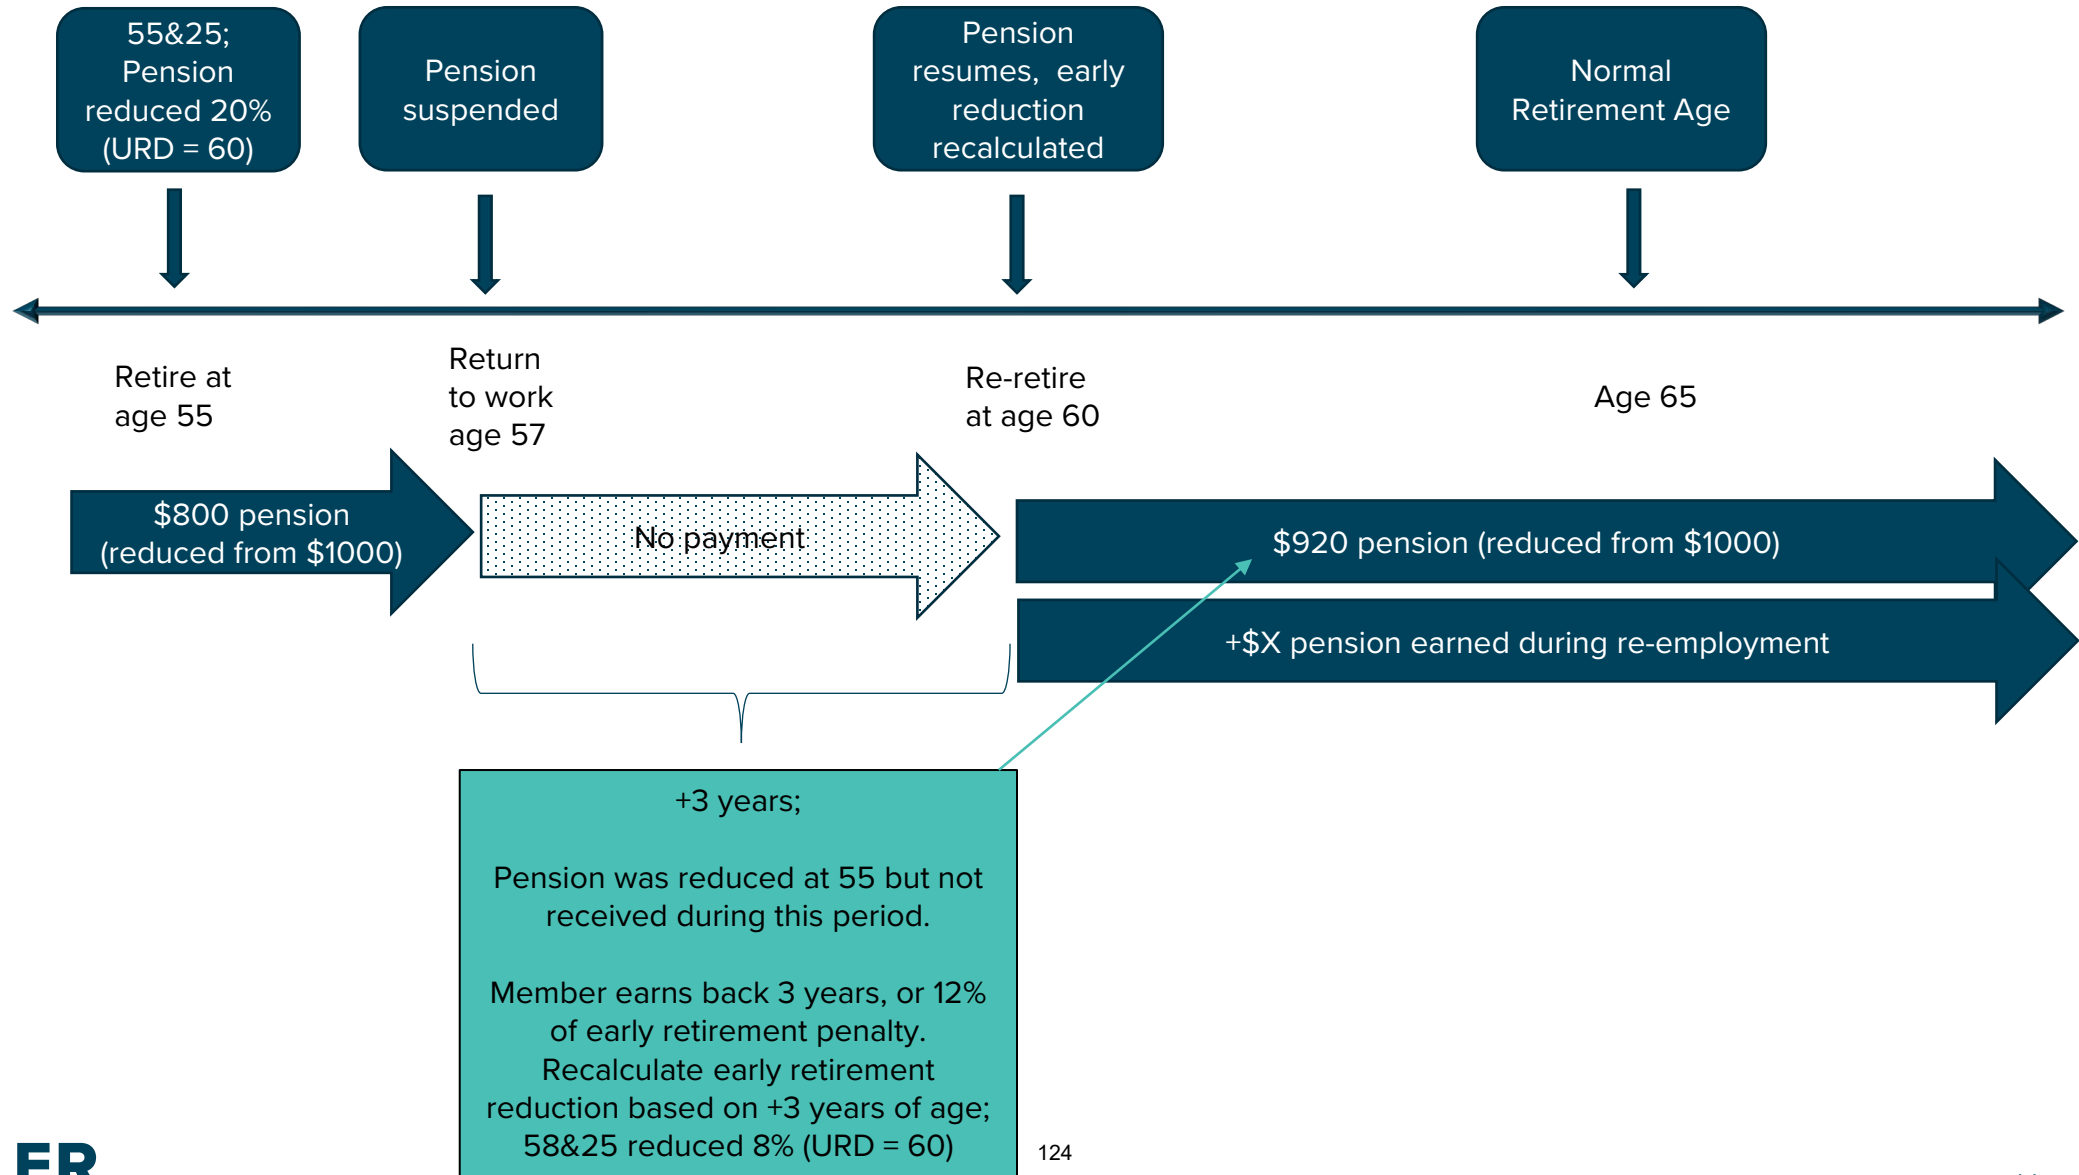 55&25;
Pension
reduced 20%
(URD = 60)
Pension
suspended
Pension
resumes, early
reduction
recalculated
Normal
Retirement Age
Retire at
age 55
Return
to work
age 57
Re-retire
at age 60
Age 65
$800 pension
(reduced from $1000)
No payment
$920 pension (reduced from $1000)
+$X pension earned during re-employment
+3 years;
Pension was reduced at 55 but not
received during this period.
Member earns back 3 years, or 12%
of early retirement penalty.
Recalculate early retirement
reduction based on +3 years of age;
58&25 reduced 8% (URD = 60)
124